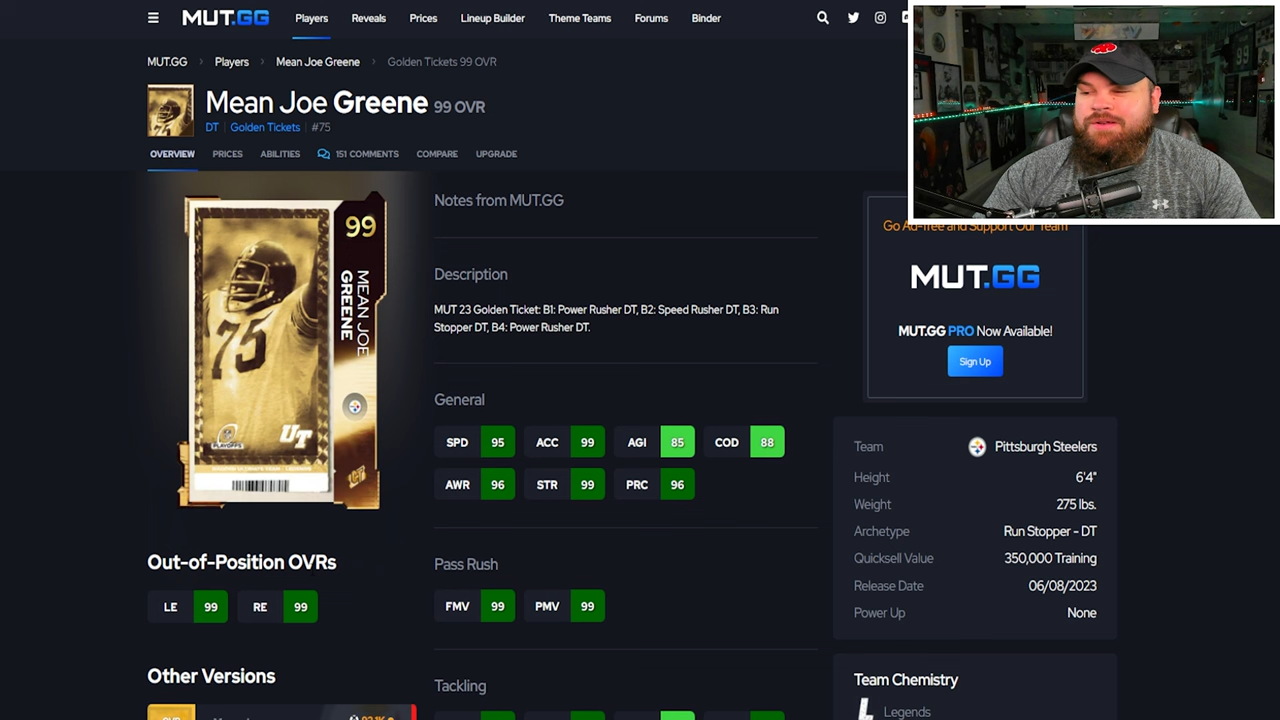 MUT.GG
Players
Reveals
Prices
Lineup Builder
Theme Teams
Forums
Binder
MUT.GG > Players > Mean Joe Greene > Golden Tickets 99 OVR
Mean Joe Greene 99 OVR
DT | Golden Tickets | #75
OVERVIEW
PRICES
ABILITIES
151 COMMENTS
COMPARE
UPGRADE
99
MEAN JOE
GREENE
75
PLAYOFFS
UT
Notes from MUT.GG
Description
MUT 23 Golden Ticket: B1: Power Rusher DT, B2: Speed Rusher DT, B3: Run
Stopper DT, B4: Power Rusher DT.
General
SPD 95 ACC 99 AGI 85 COD 88
AWR 96 STR 99 PRC 96
Pass Rush
FMV 99 PMV 99
Tackling
Out-of-Position OVRs
LE 99 RE 99
Other Versions
OVR
Go Ad-free and Support Our Team
MUT.GG
MUT.GG PRO Now Available!
Sign Up
Team Pittsburgh Steelers
Height 6'4"
Weight 275 lbs.
Archetype Run Stopper - DT
Quicksell Value 350,000 Training
Release Date 06/08/2023
Power Up None
Team Chemistry
Legends